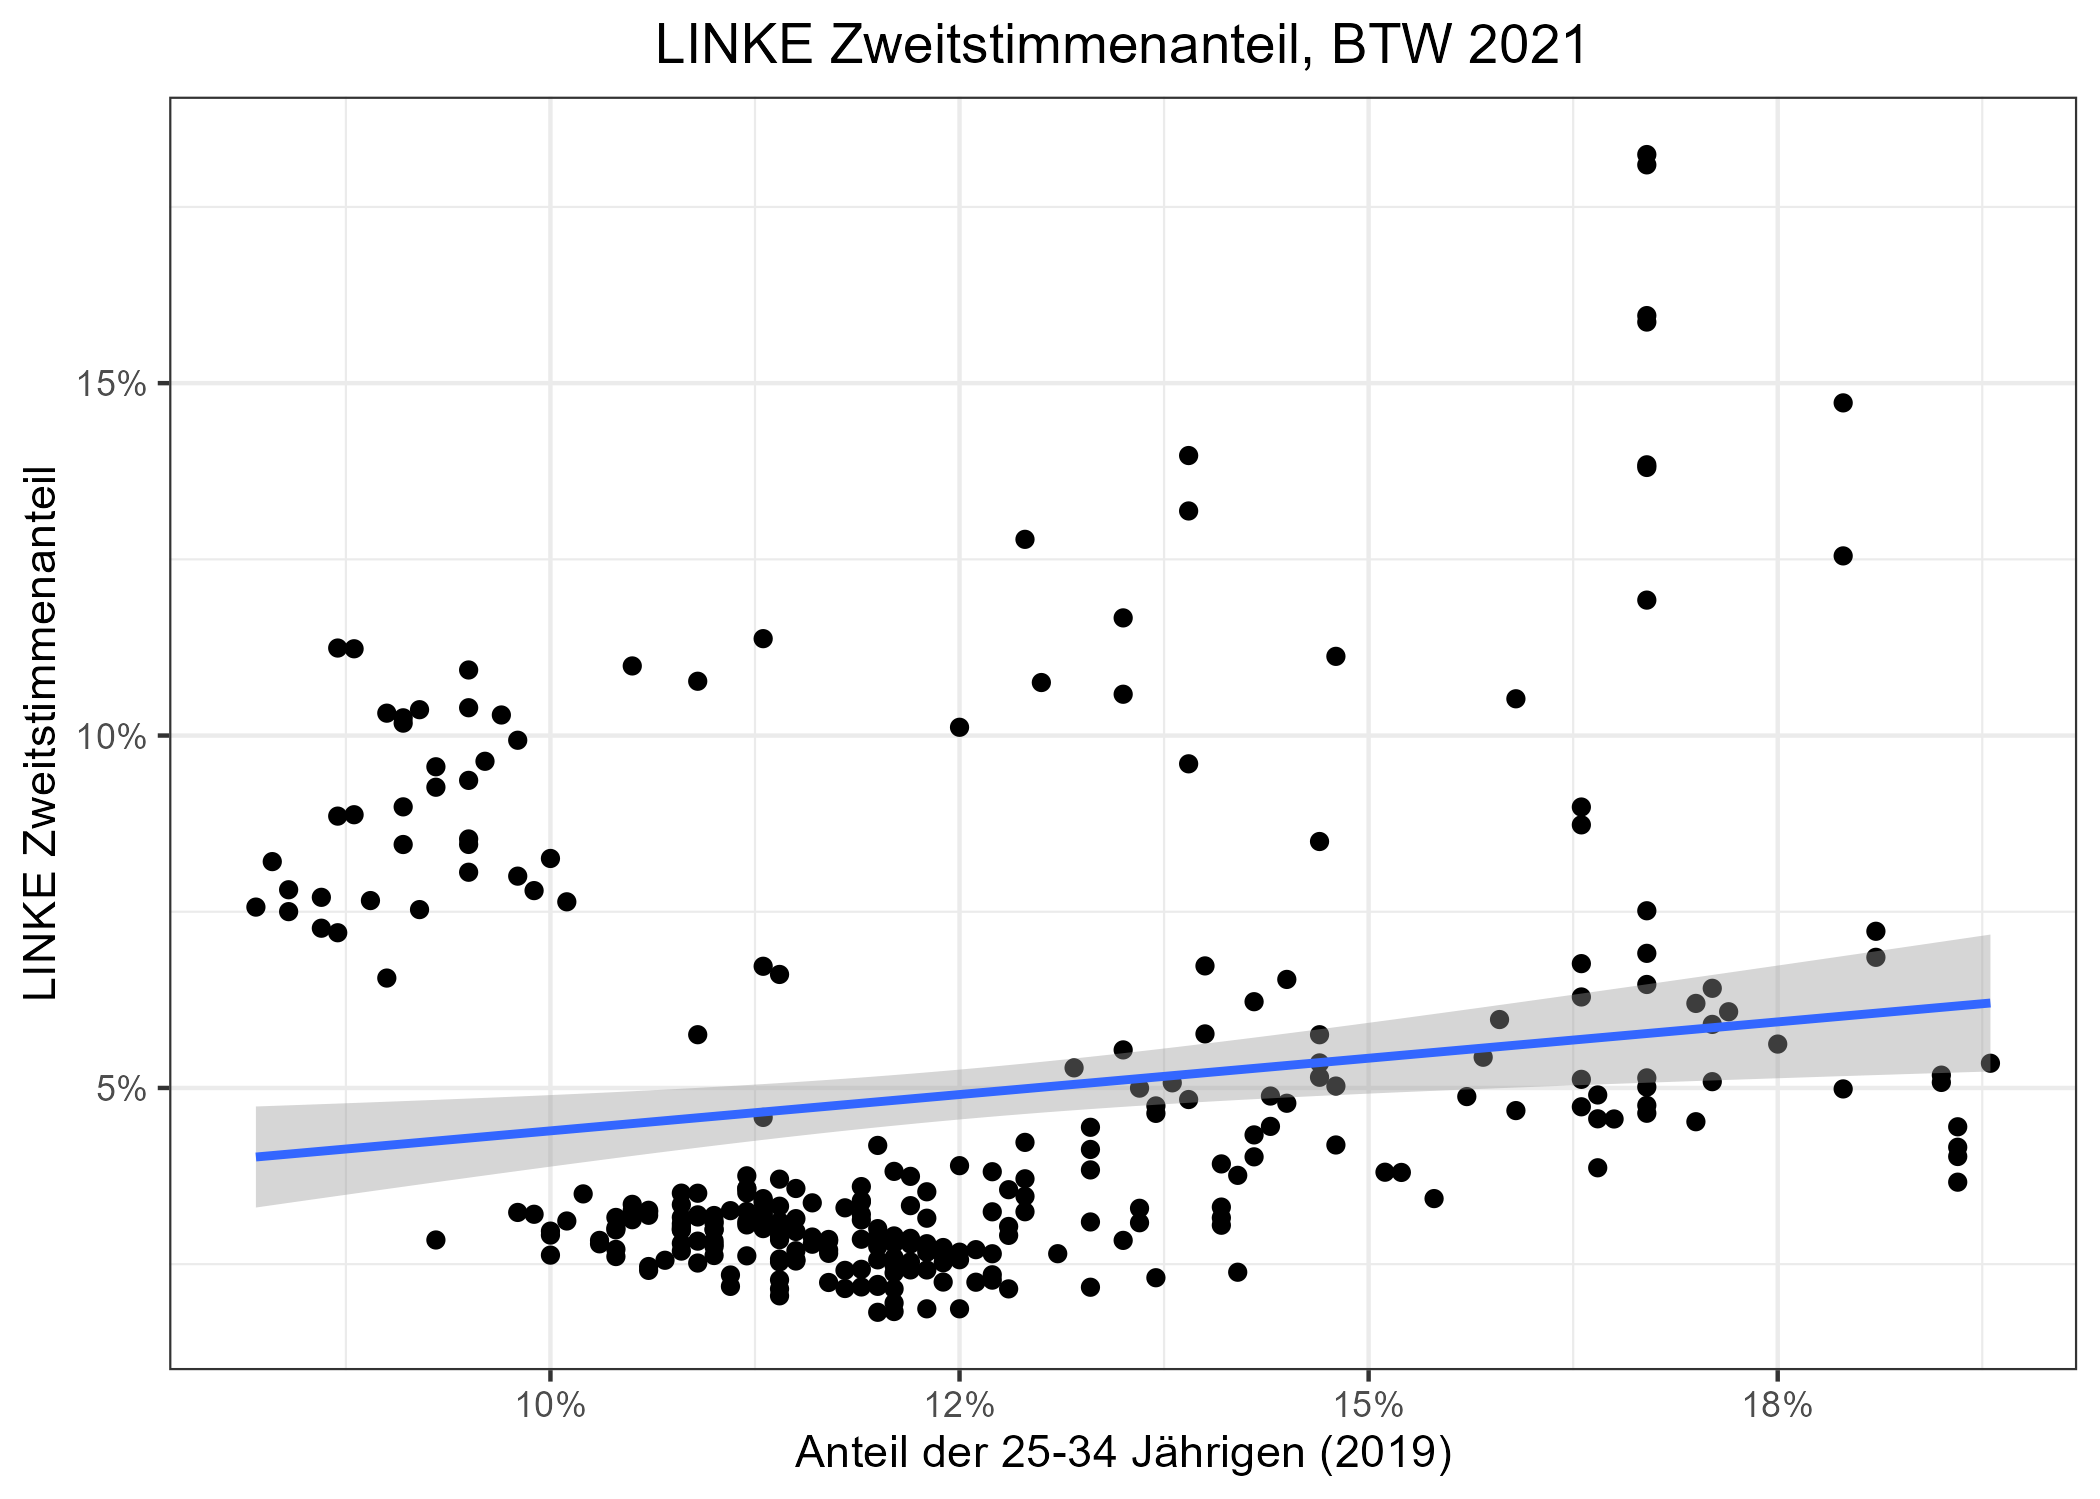 LINKE Zweitstimmenanteil, BTW 2021
LINKE Zweitstimmenanteil
15%
10%
5%
10%
12%
15%
18%
Anteil der 25-34 Jährigen (2019)